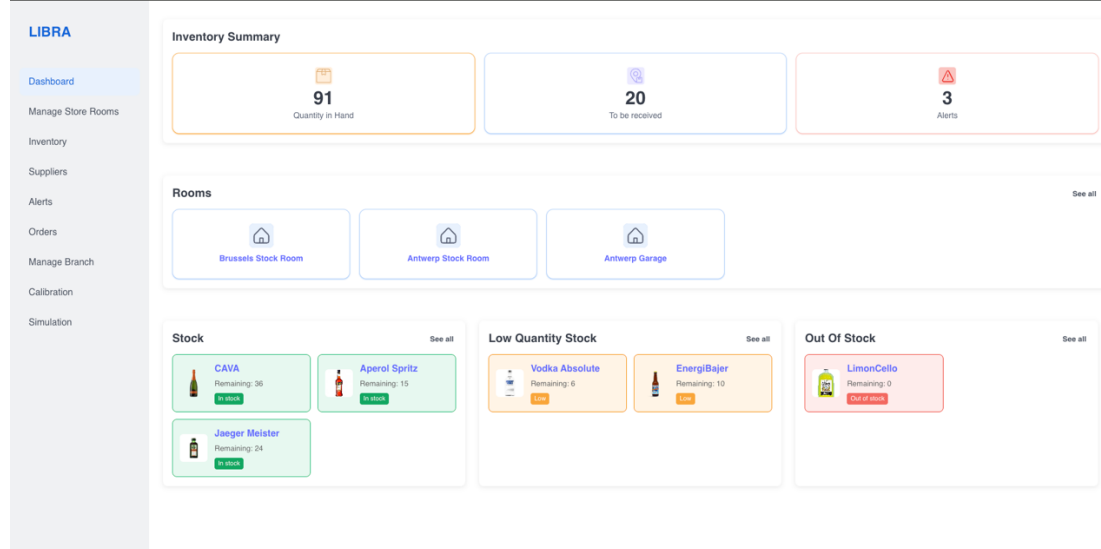 LIBRA
Dashboard
Manage Store Rooms
Inventory
Suppliers
Alerts
Orders
Manage Branch
Calibration
Simulation
Inventory Summary
91
Quantity in Hand
20
To be received
3
Alerts
Rooms
See all
Brussels Stock Room
Antwerp Stock Room
Antwerp Garage
Stock
See all
CAVA
Remaining: 36
In stock
Aperol Spritz
Remaining: 15
In stock
Jaeger Meister
Remaining: 24
In stock
Low Quantity Stock
See all
Vodka Absolute
Remaining: 6
Low
EnergiBajer
Remaining: 10
Low
Out Of Stock
See all
LimonCello
Remaining: 0
Out of stock